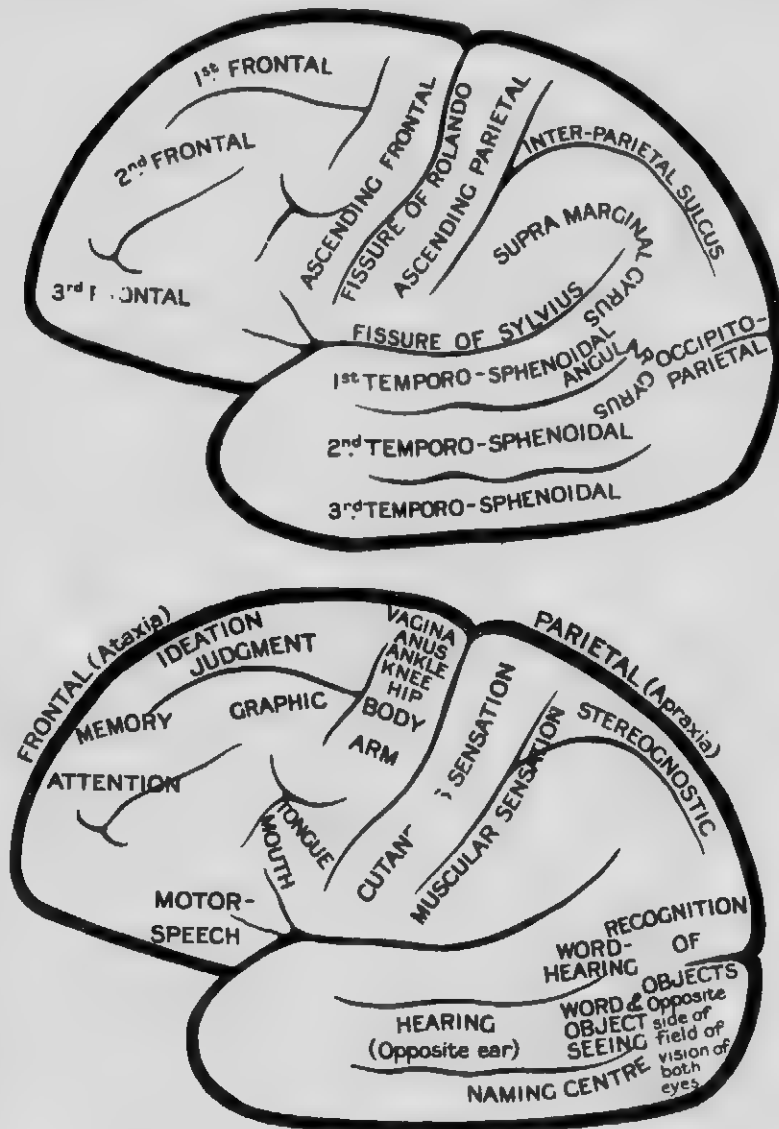 1st FRONTAL
2nd FRONTAL
3rd F ONTAL
ASCENDING FRONTAL
FISSURE OF ROLANDO
ASCENDING PARIETAL
INTER-PARIETAL SULCUS
SUPRA MARGINAL GYRUS
FISSURE OF SYLVIUS
1st TEMPORO-SPHENOIDAL
ANGULAR GYRUS
OCCIPITO-
PARIETAL
2nd TEMPORO-SPHENOIDAL
3rd TEMPORO-SPHENOIDAL
FRONTAL (Ataxia)
PARIETAL (Apraxia)
IDEATION
JUDGMENT
MEMORY
GRAPHIC
ATTENTION
VAGINA
ANUS
ANKLE
KNEE
HIP
BODY
ARM
TONGUE
MOUTH
MOTOR-
SPEECH
SENSATION
MUSCULAR SENSATION
STEREOGNOSTIC
RECOGNITION
OF
OBJECTS
WORD-
HEARING
HEARING
(Opposite ear)
WORD &
OBJECT
SEEING
Opposite
side of
field of
vision of
both
eyes
NAMING CENTRE